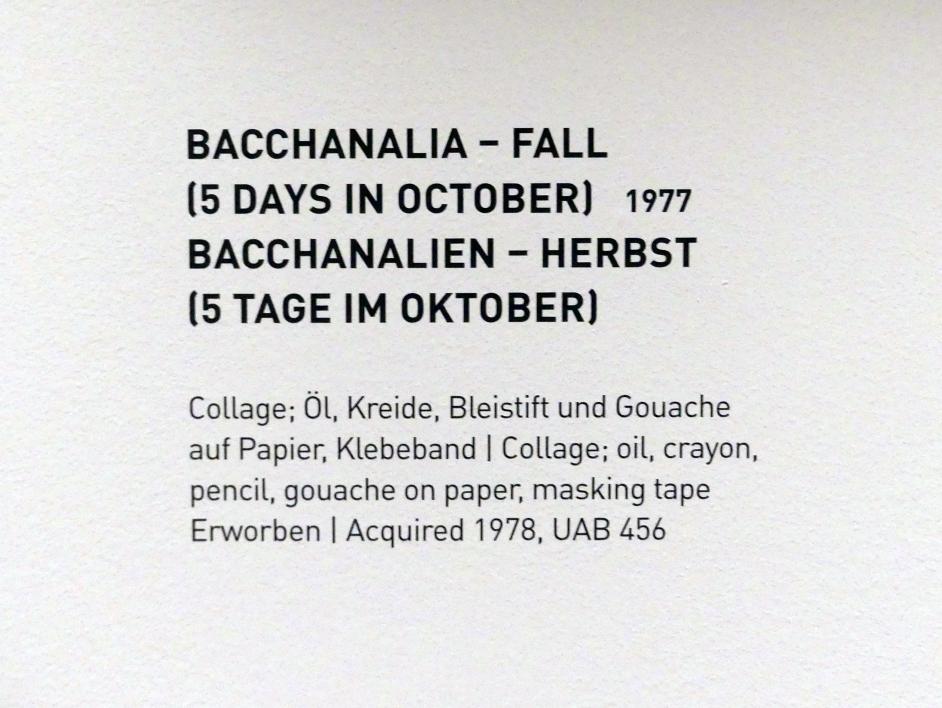 BACCHANALIA – FALL
(5 DAYS IN OCTOBER) 1977
BACCHANALIEN – HERBST
(5 TAGE IM OKTOBER)
Collage; Öl, Kreide, Bleistift und Gouache
auf Papier, Klebeband | Collage; oil, crayon,
pencil, gouache on paper, masking tape
Erworben | Acquired 1978, UAB 456